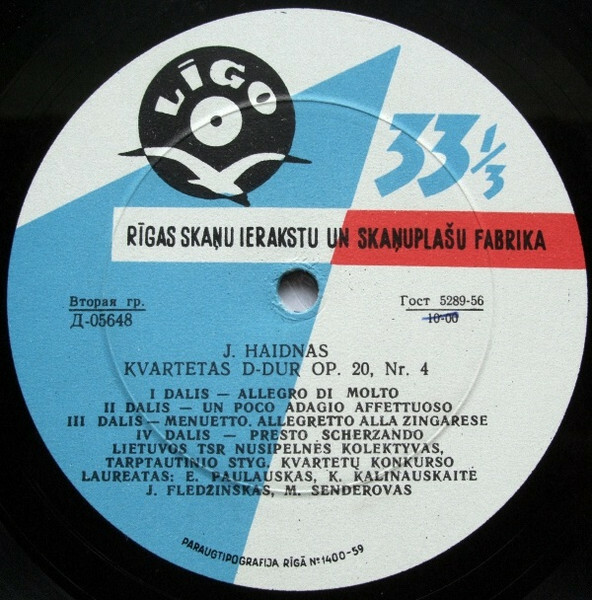 LĪGO
33 1/3
RĪGAS SKAŅU IERAKSTU UN SKAŅUPLAŠU FABRIKA
Вторая гр.
Д-05648
Гост 5289-56
10-00
J. HAIDNAS
KVARTETAS D-DUR OP. 20, Nr. 4
I DALIS — ALLEGRO DI MOLTO
II DALIS — UN POCO ADAGIO AFFETTUOSO
III DALIS — MENUETTO. ALLEGRETTO ALLA ZINGARESE
IV DALIS — PRESTO SCHERZANDO
LIETUVOS TSR NUSIPELNĘS KOLEKTYVAS,
TARPTAUTINIO STYG. KVARTETŲ KONKURSO
LAUREATAS: E. PAULAUSKAS, K. KALINAUSKAITĖ
J. FLEDŽINSKAS, M. ŠENDEROVAS
PARAUGTIPOGRAFIJA RĪGĀ № 1400-59